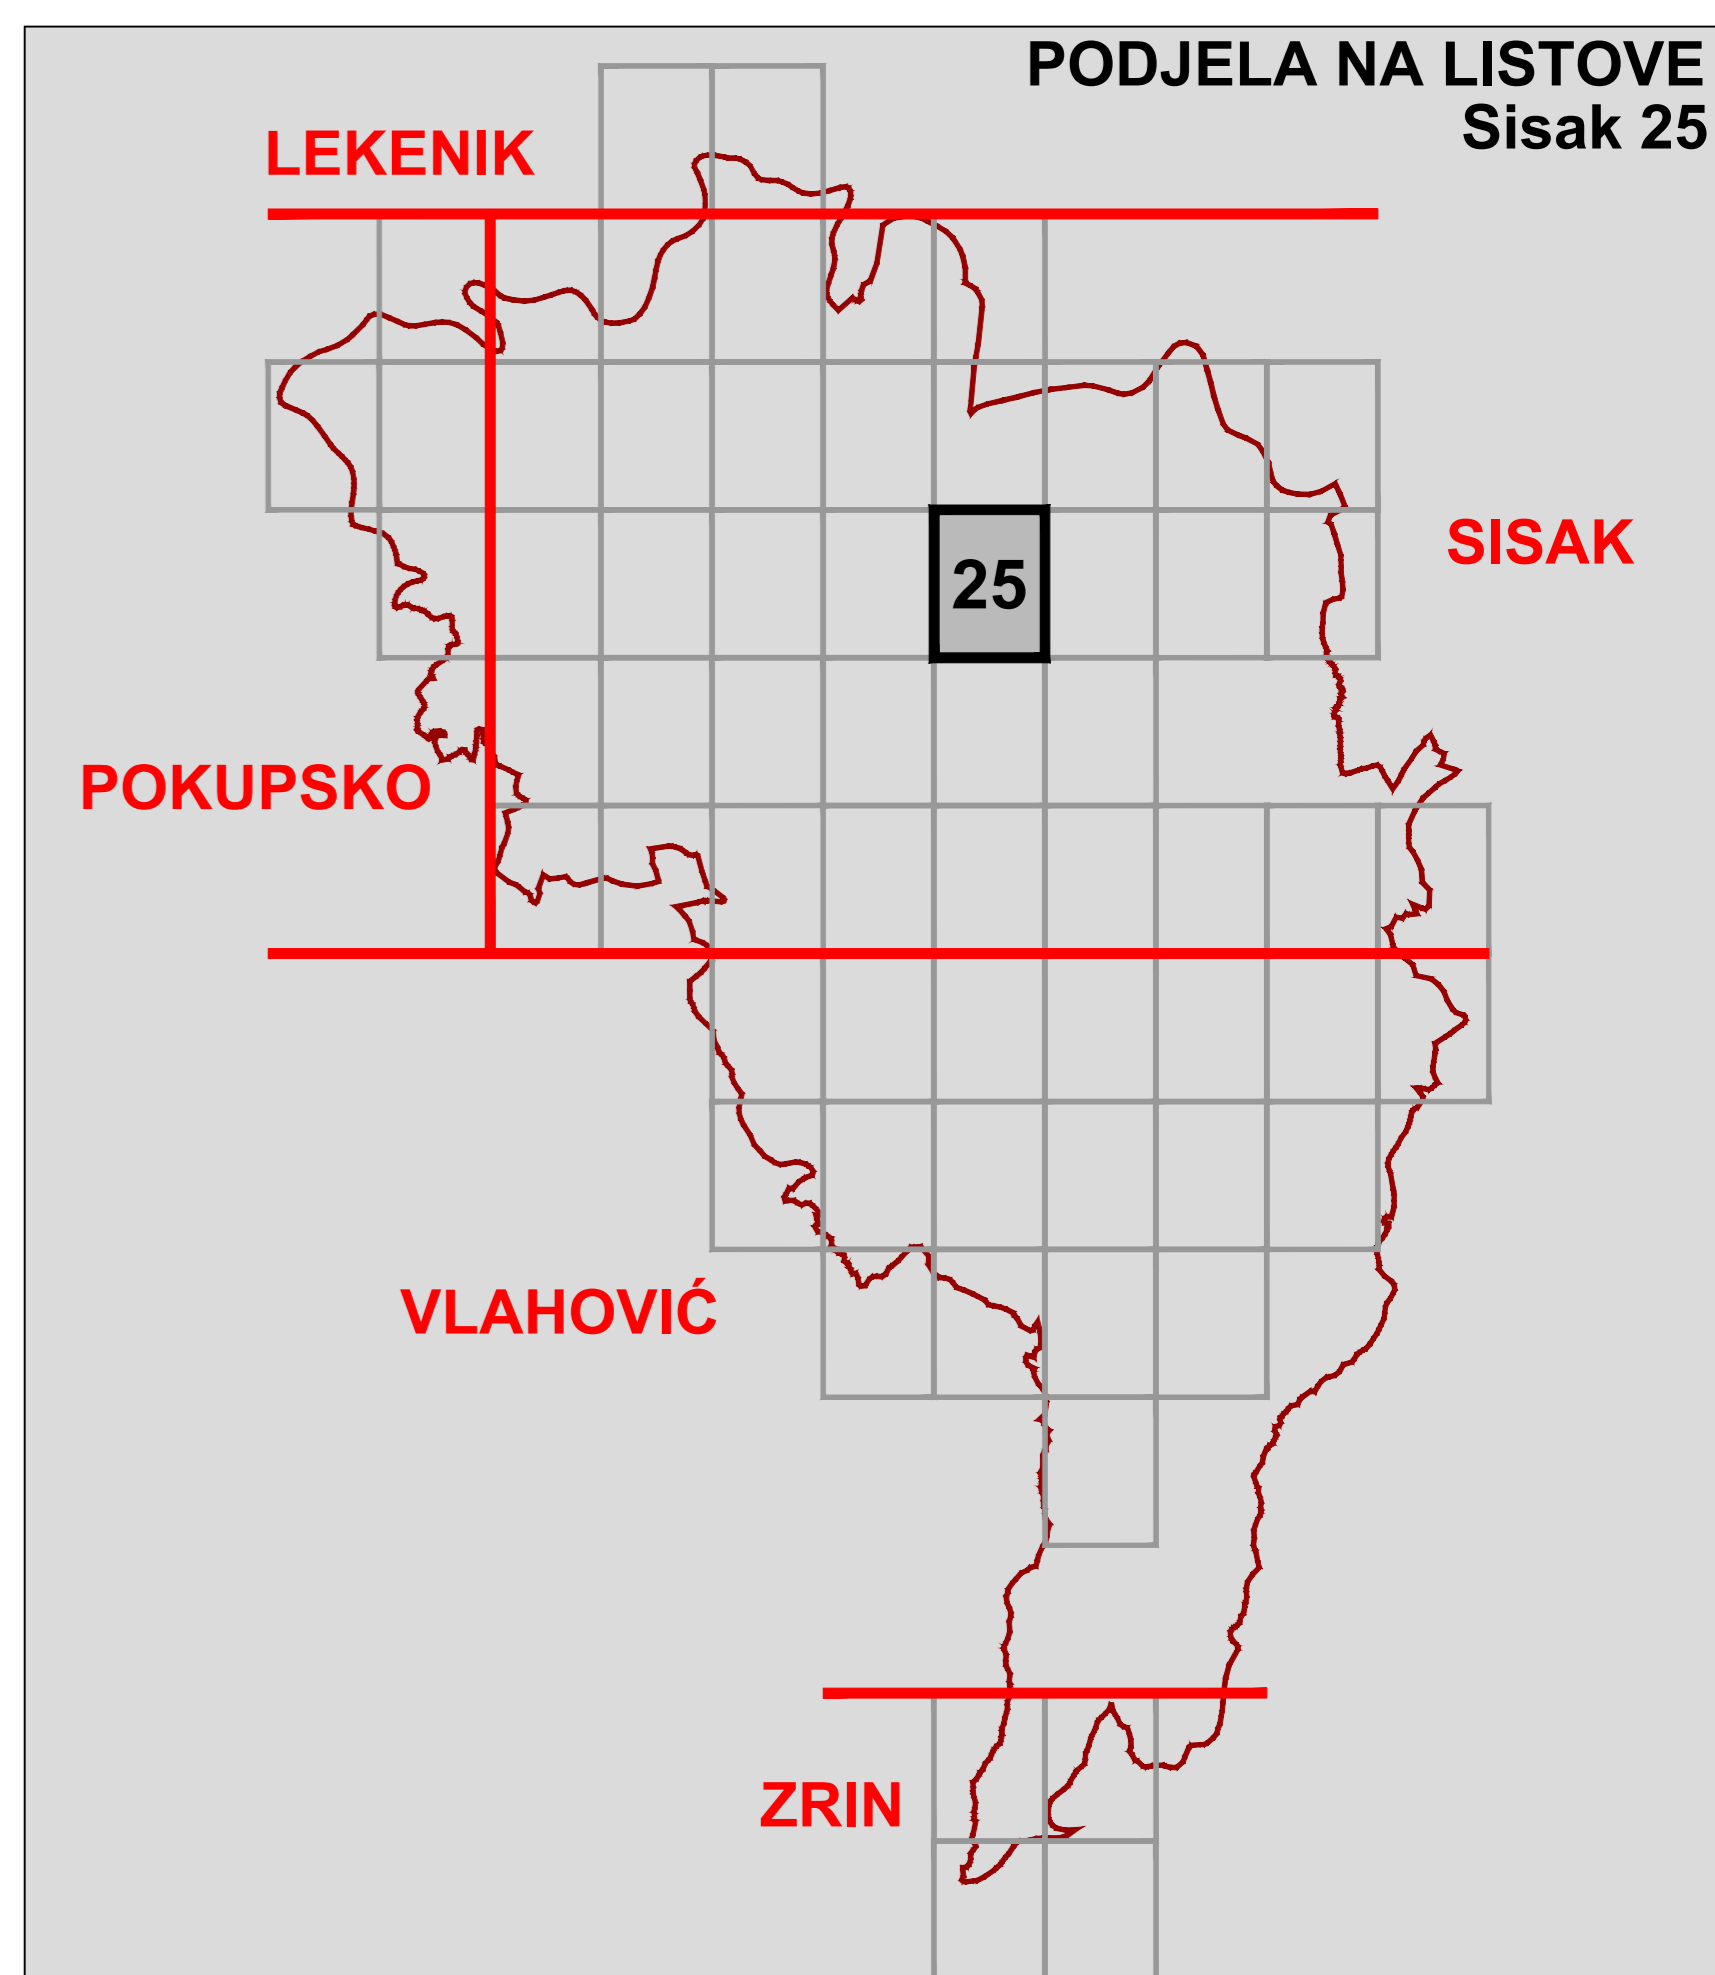 PODJELA NA LISTOVE
Sisak 25
LEKENIK
SISAK
25
POKUPSKO
VLAHOVIĆ
ZRIN